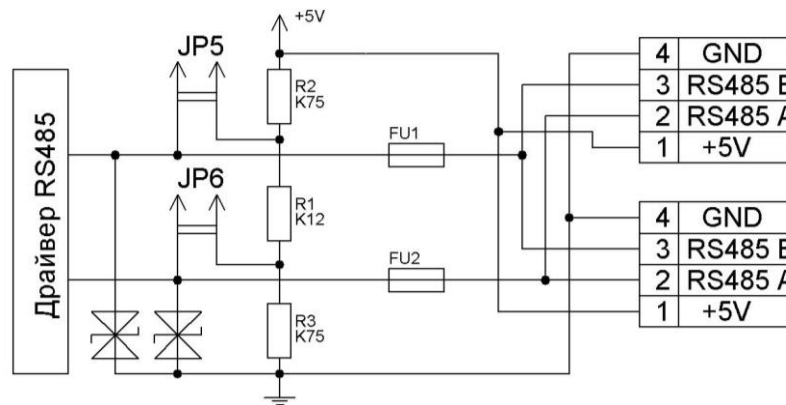 +5V
JP5
4 GND
R2
K75
3 RS485 B
2 RS485 A
FU1
1 +5V
Драйвер RS485
JP6
R1
K12
4 GND
FU2
3 RS485 B
2 RS485 A
R3
K75
1 +5V